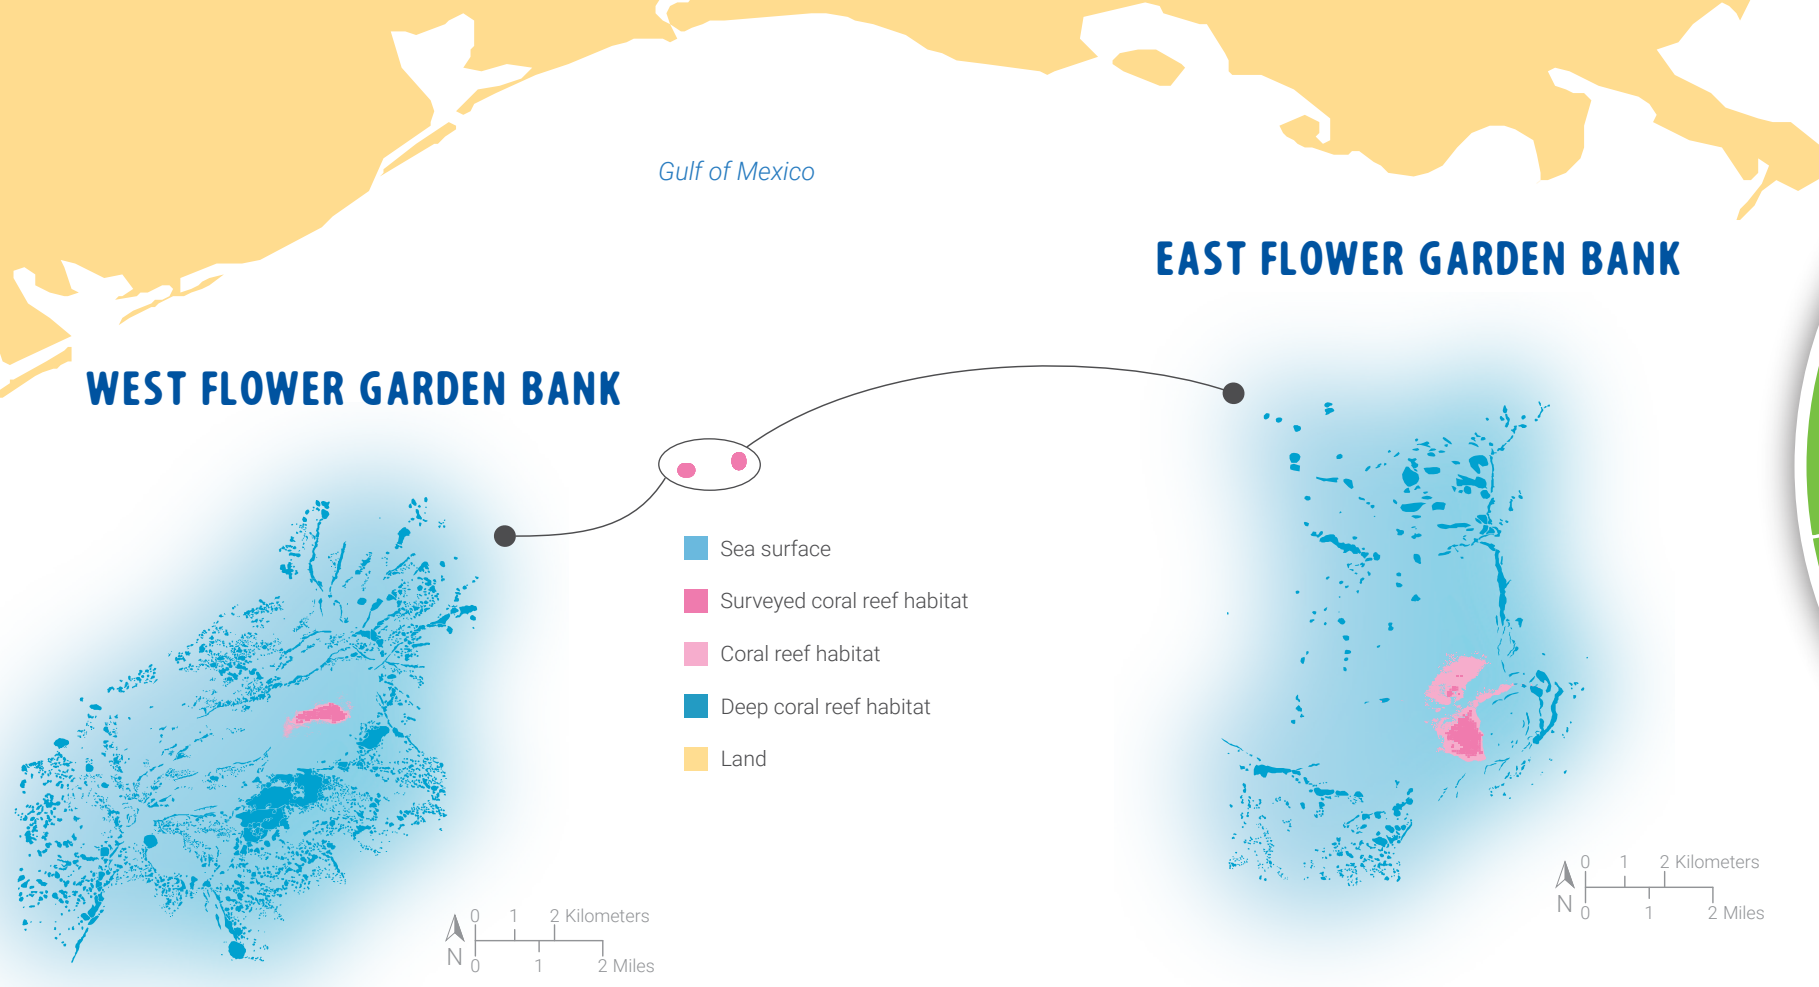 Gulf of Mexico
EAST FLOWER GARDEN BANK
WEST FLOWER GARDEN BANK
Sea surface
Surveyed coral reef habitat
Coral reef habitat
Deep coral reef habitat
Land
0 1 2 Kilometers
N
0 1 2 Miles
0 1 2 Kilometers
N
0 1 2 Miles